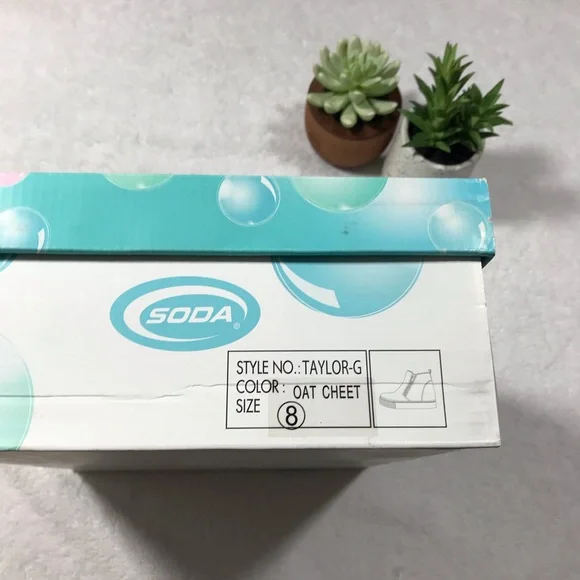 SODA®
STYLE NO.: TAYLOR-G
COLOR: OAT CHEET
SIZE 8